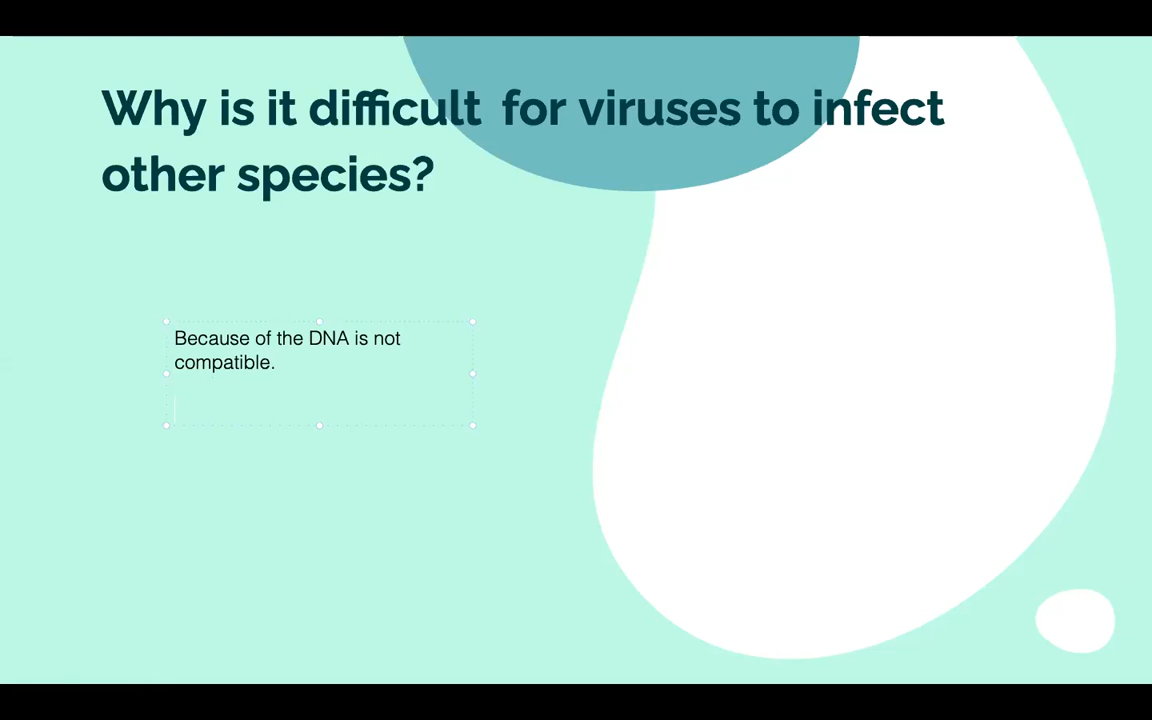 Why is it difficult for viruses to infect
other species?
Because of the DNA is not
compatible.